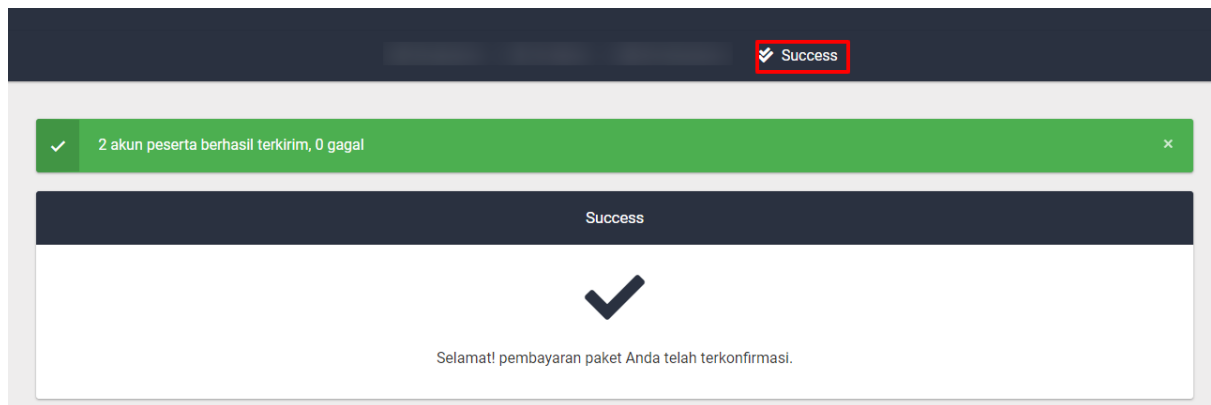 Success
2 akun peserta berhasil terkirim, 0 gagal
×
Success
Selamat! pembayaran paket Anda telah terkonfirmasi.